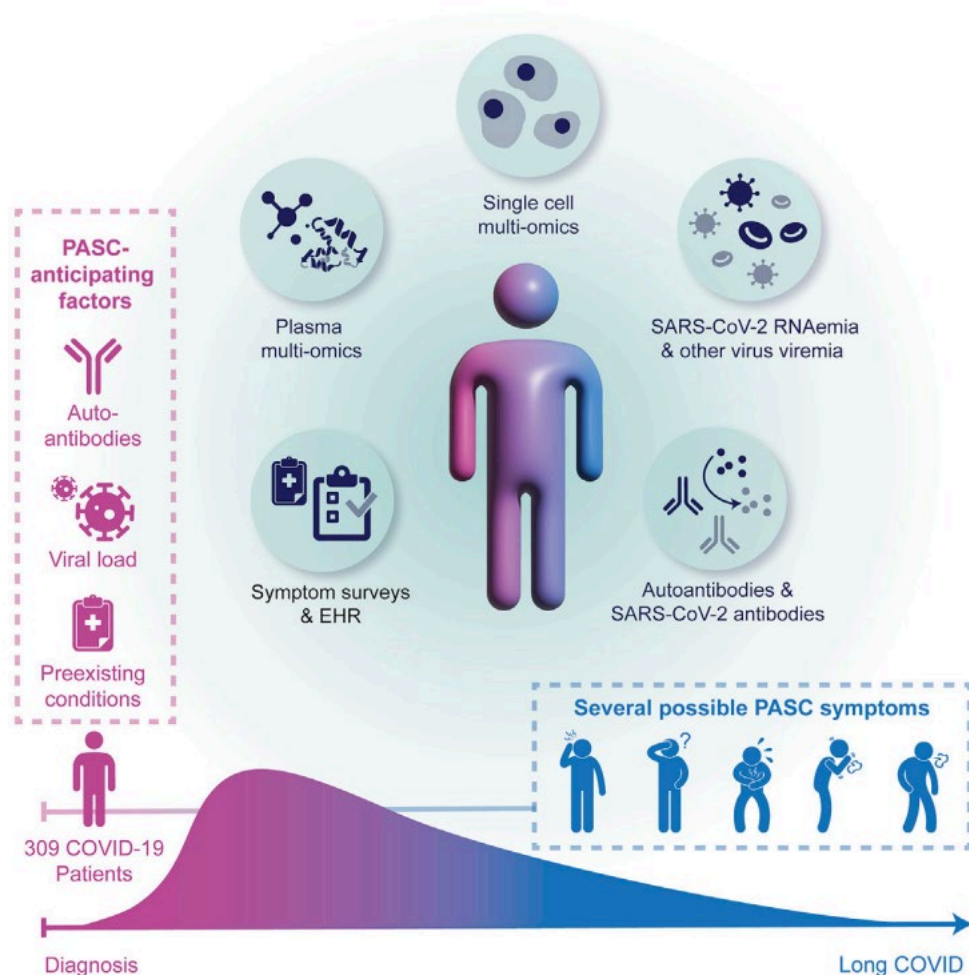 Single cell
multi-omics
PASC-
anticipating
factors
Plasma
multi-omics
SARS-CoV-2 RNAemia
& other virus viremia
Auto-
antibodies
Viral load
Symptom surveys
& EHR
Autoantibodies &
SARS-CoV-2 antibodies
Preexisting
conditions
Several possible PASC symptoms
?
309 COVID-19
Patients
Diagnosis
Long COVID